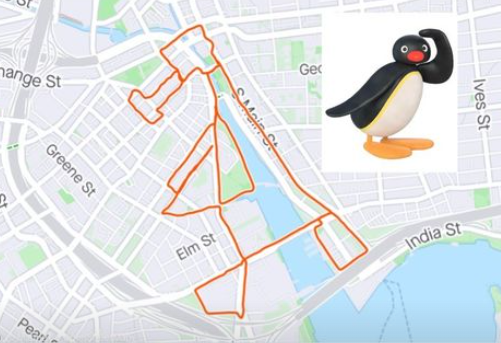 hange St
Geo
S Main St
Ives St
Greene St
Elm St
India St
Pearl